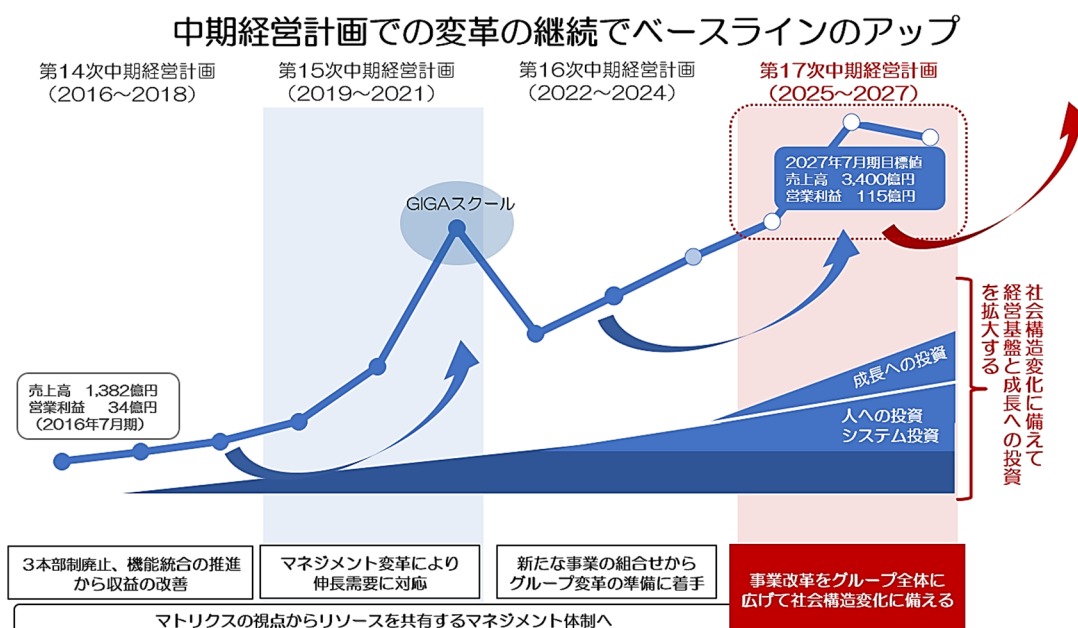 中期経営計画での変革の継続でベースラインのアップ
第14次中期経営計画
（2016～2018）
第15次中期経営計画
（2019～2021）
第16次中期経営計画
（2022～2024）
第17次中期経営計画
（2025～2027）
GIGAスクール
2027年7月期目標値
売上高　3,400億円
営業利益　115億円
売上高　1,382億円
営業利益　34億円
（2016年7月期）
成長への投資
人への投資
システム投資
社会構造変化に備えて
経営基盤と成長への投資
を拡大する
３本部制廃止、機能統合の推進
から収益の改善
マネジメント変革により
伸長需要に対応
新たな事業の組合せから
グループ変革の準備に着手
事業改革をグループ全体に
広げて社会構造変化に備える
マトリクスの視点からリソースを共有するマネジメント体制へ